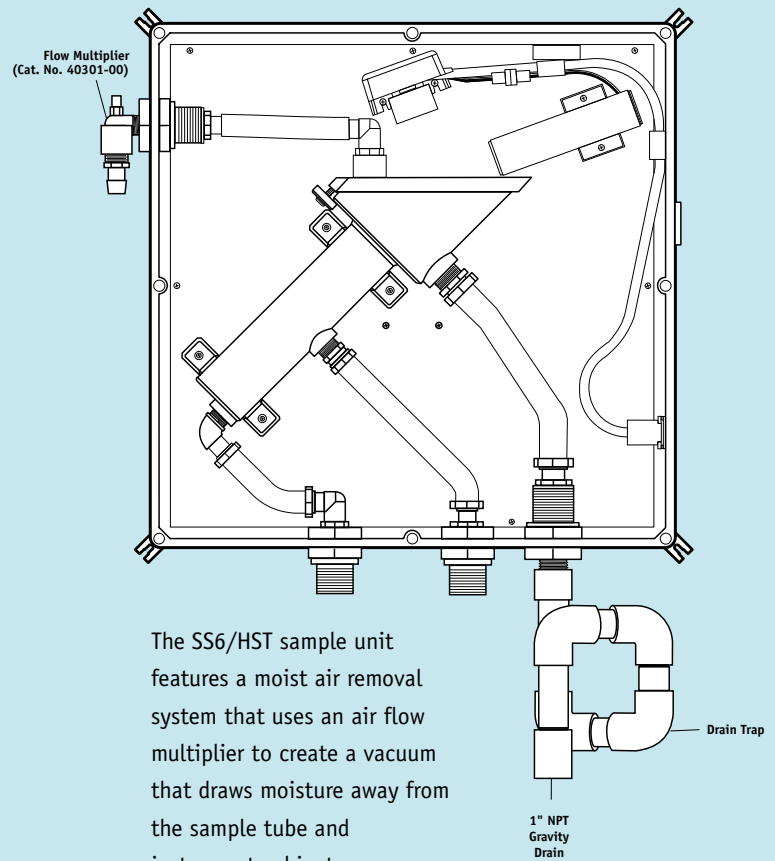 Flow Multiplier
(Cat. No. 40301-00)
The SS6/HST sample unit
features a moist air removal
system that uses an air flow
multiplier to create a vacuum
that draws moisture away from
the sample tube and
Drain Trap
1" NPT
Gravity
Drain